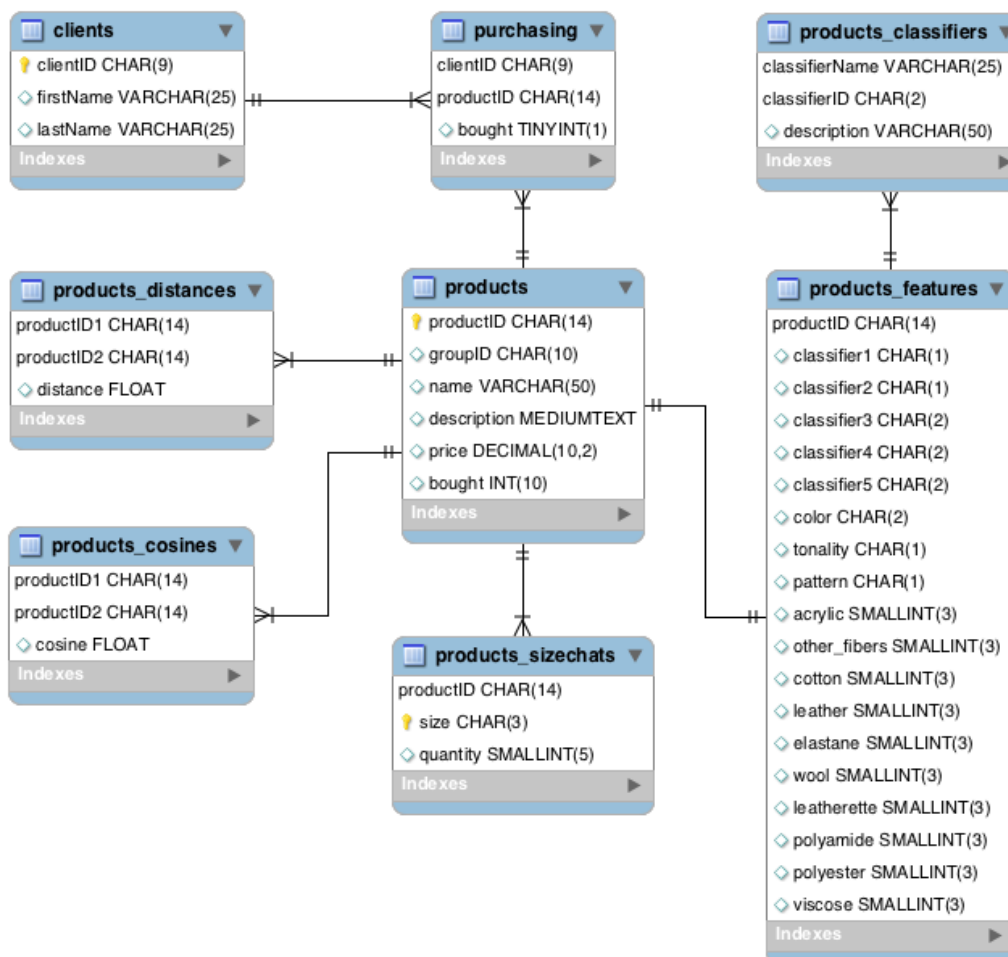 clients
clientID CHAR(9)
firstName VARCHAR(25)
lastName VARCHAR(25)
Indexes
purchasing
clientID CHAR(9)
productID CHAR(14)
bought TINYINT(1)
Indexes
products_classifiers
classifierName VARCHAR(25)
classifierID CHAR(2)
description VARCHAR(50)
Indexes
products_distances
productID1 CHAR(14)
productID2 CHAR(14)
distance FLOAT
Indexes
products
productID CHAR(14)
groupID CHAR(10)
name VARCHAR(50)
description MEDIUMTEXT
price DECIMAL(10,2)
bought INT(10)
Indexes
products_features
productID CHAR(14)
classifier1 CHAR(1)
classifier2 CHAR(1)
classifier3 CHAR(2)
classifier4 CHAR(2)
classifier5 CHAR(2)
color CHAR(2)
tonality CHAR(1)
pattern CHAR(1)
acrylic SMALLINT(3)
other_fibers SMALLINT(3)
cotton SMALLINT(3)
leather SMALLINT(3)
elastane SMALLINT(3)
wool SMALLINT(3)
leatherette SMALLINT(3)
polyamide SMALLINT(3)
polyester SMALLINT(3)
viscose SMALLINT(3)
Indexes
products_cosines
productID1 CHAR(14)
productID2 CHAR(14)
cosine FLOAT
Indexes
products_sizechats
productID CHAR(14)
size CHAR(3)
quantity SMALLINT(5)
Indexes